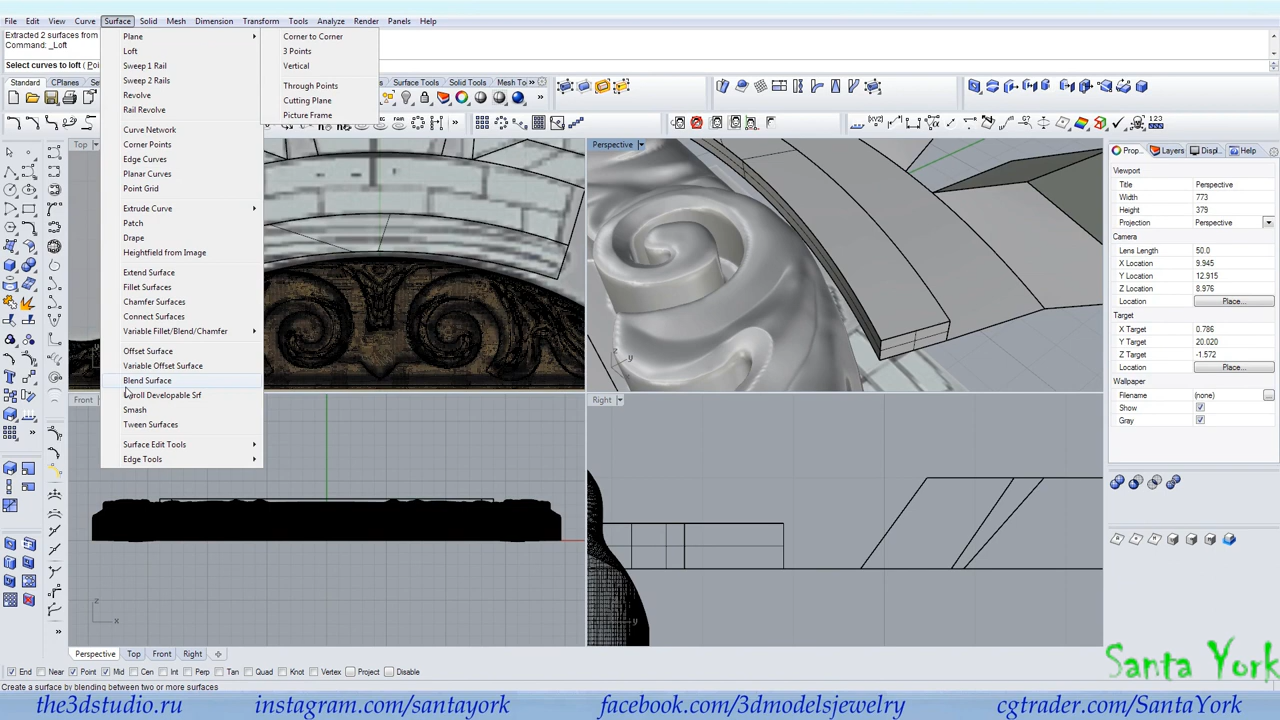 File Edit View Curve Surface Solid Mesh Dimension Transform Tools Analyze Render Panels Help
Extracted 2 surfaces from
Command: _Loft
Select curves to loft
Standard CPlanes
Surface Tools Solid Tools Mesh To
Plane
Loft
Sweep 1 Rail
Sweep 2 Rails
Revolve
Rail Revolve
Curve Network
Corner Points
Edge Curves
Planar Curves
Point Grid
Extrude Curve
Patch
Drape
Heightfield from Image
Extend Surface
Fillet Surfaces
Chamfer Surfaces
Connect Surfaces
Variable Fillet/Blend/Chamfer
Offset Surface
Variable Offset Surface
Blend Surface
Developable Srf
Smash
Tween Surfaces
Surface Edit Tools
Edge Tools
Corner to Corner
3 Points
Vertical
Through Points
Cutting Plane
Picture Frame
Top
Perspective
Front
Right
z
x
y
Prop... Layers Displ... Help
Viewport
Title Perspective
Width 773
Height 379
Projection Perspective
Camera
Lens Length 50.0
X Location 9.945
Y Location 12.915
Z Location 8.976
Location Place...
Target
X Target 0.786
Y Target 20.020
Z Target -1.572
Location Place...
Wallpaper
Filename (none)
Show
Gray
Perspective Top Front Right
End Near Point Mid Cen Int Perp Tan Quad Knot Vertex Project Disable
Create a surface by blending between two or more surfaces
Santa York
the3dstudio.ru instagram.com/santayork facebook.com/3dmodelsjewelry cgtrader.com/SantaYork